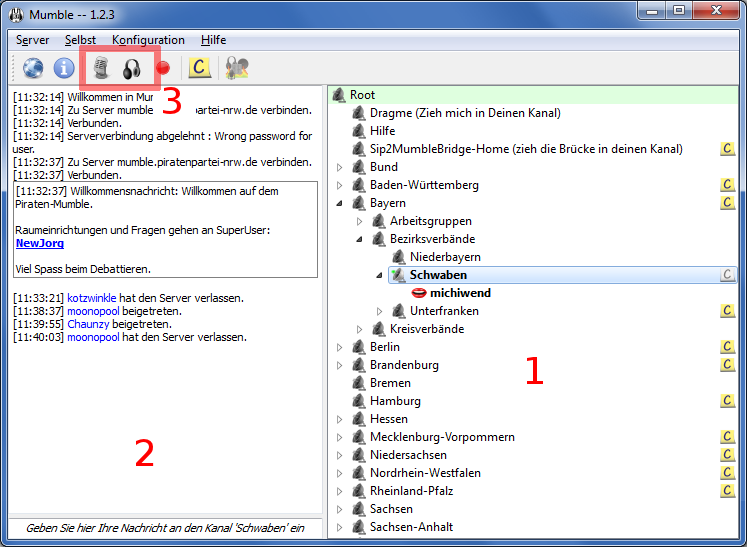 Mumble -- 1.2.3
Server Selbst Konfiguration Hilfe
C
3
[11:32:14] Willkommen in Mur
[11:32:14] Zu Server mumble. artei-nrw.de verbinden.
[11:32:14] Verbunden.
[11:32:14] Serververbindung abgelehnt : Wrong password for
user.
[11:32:37] Zu Server mumble.piratenpartei-nrw.de verbinden.
[11:32:37] Verbunden.
[11:32:37] Willkommensnachricht: Willkommen auf dem
Piraten-Mumble.
Raumeinrichtungen und Fragen gehen an SuperUser:
NewJorg
Viel Spass beim Debattieren.
[11:33:21] kotzwinkle hat den Server verlassen.
[11:38:37] moonopool beigetreten.
[11:39:55] Chaunzy beigetreten.
[11:40:03] moonopool hat den Server verlassen.
2
Geben Sie hier Ihre Nachricht an den Kanal 'Schwaben' ein
Root
Dragme (Zieh mich in Deinen Kanal)
Hilfe
Sip2MumbleBridge-Home (zieh die Brücke in deinen Kanal) C
Bund
Baden-Württemberg C
Bayern C
Arbeitsgruppen
Bezirksverbände
Niederbayern
Schwaben C
michiwend
Unterfranken C
Kreisverbände
Berlin C
Brandenburg C
Bremen
Hamburg C
Hessen
Mecklenburg-Vorpommern C
Niedersachsen C
Nordrhein-Westfalen C
Rheinland-Pfalz C
Sachsen
Sachsen-Anhalt
1